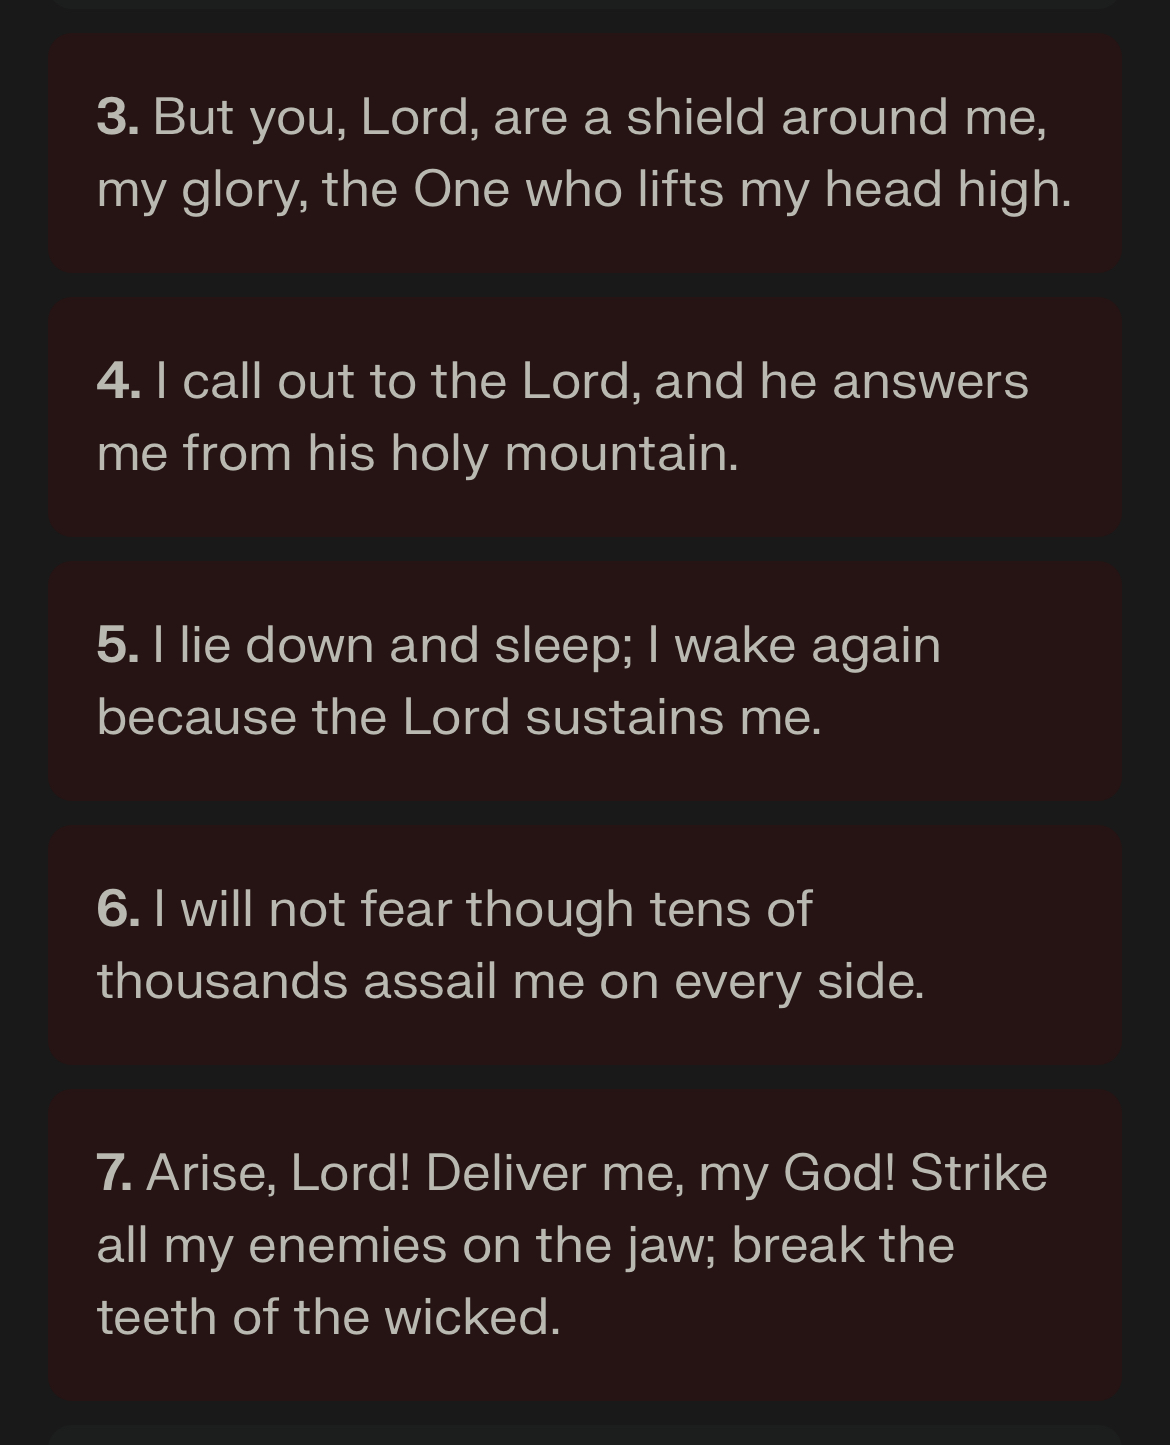 3. But you, Lord, are a shield around me,
my glory, the One who lifts my head high.
4. I call out to the Lord, and he answers
me from his holy mountain.
5. I lie down and sleep; I wake again
because the Lord sustains me.
6. I will not fear though tens of
thousands assail me on every side.
7. Arise, Lord! Deliver me, my God! Strike
all my enemies on the jaw; break the
teeth of the wicked.